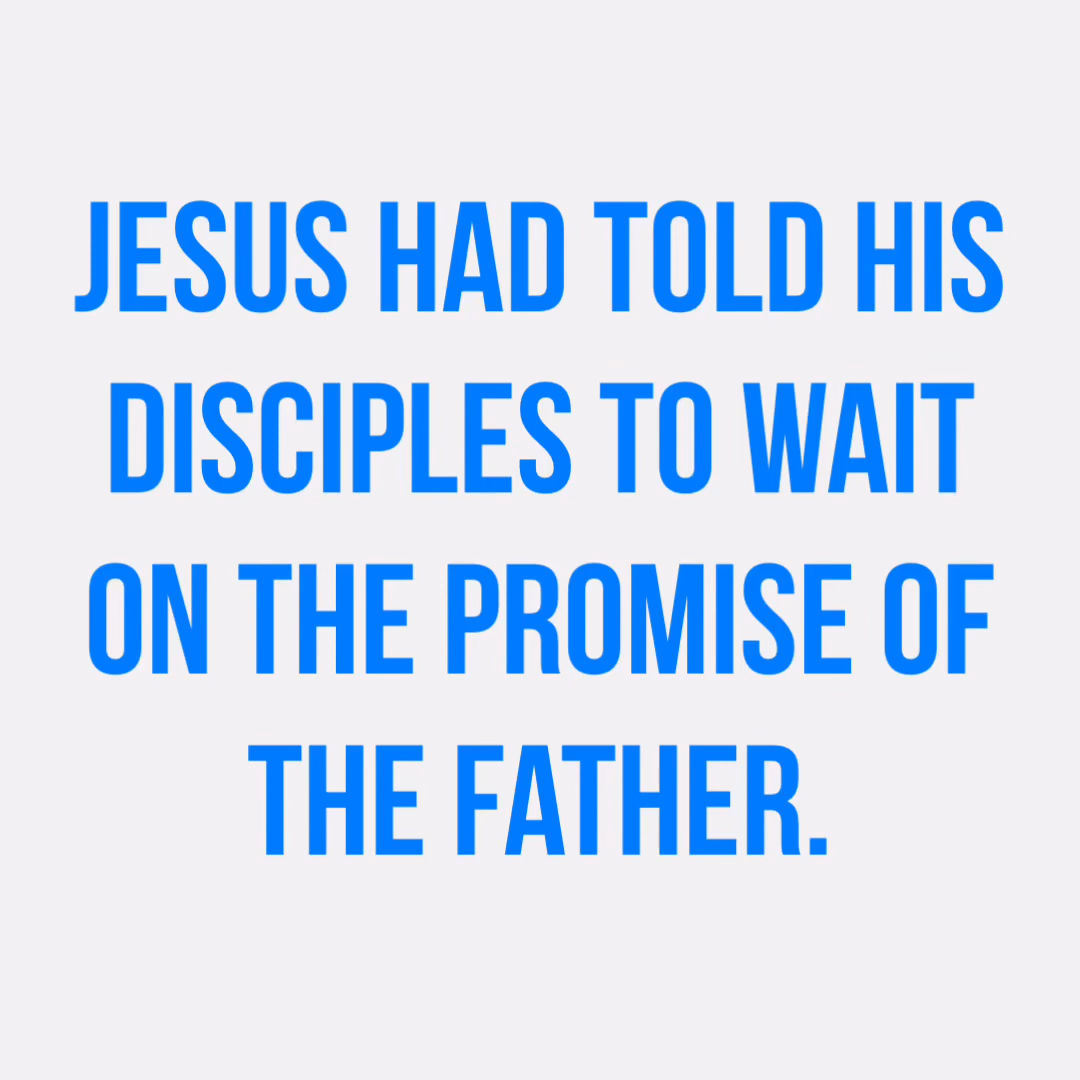 JESUS HAD TOLD HIS
DISCIPLES TO WAIT
ON THE PROMISE OF
THE FATHER.